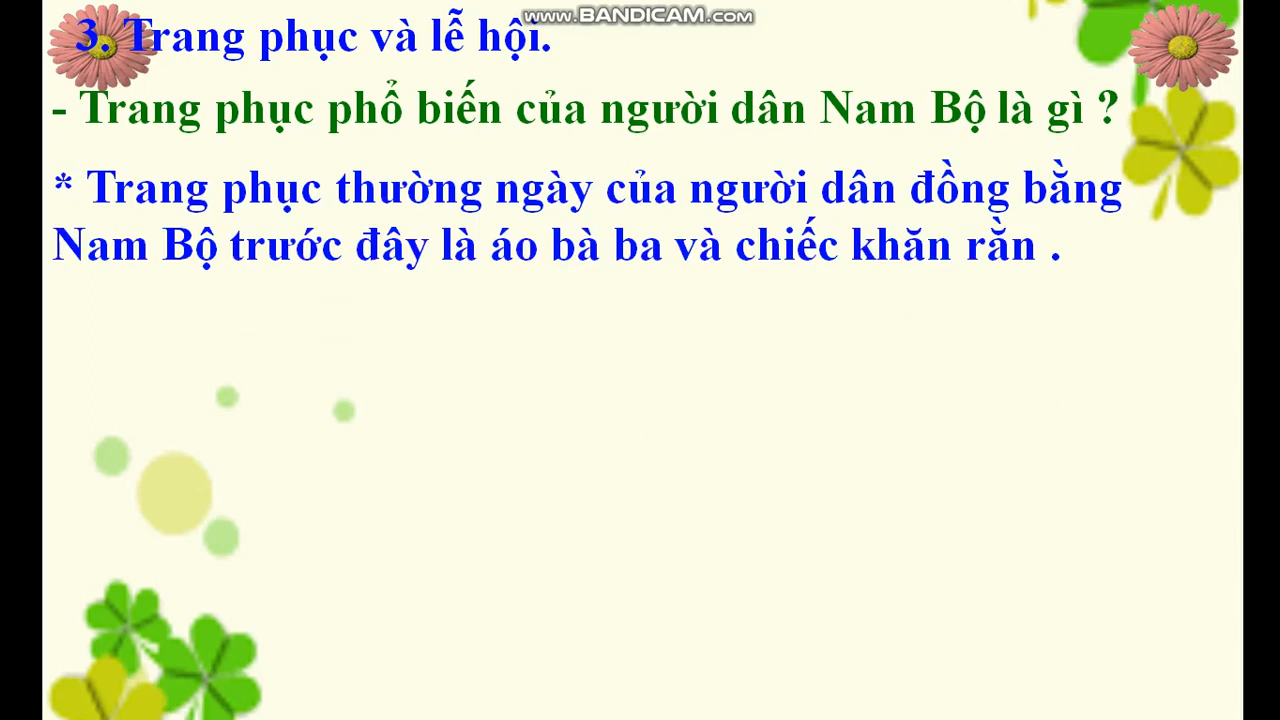 www.BANDICAM.com
3. Trang phục và lễ hội.
- Trang phục phổ biến của người dân Nam Bộ là gì ?
* Trang phục thường ngày của người dân đồng bằng
Nam Bộ trước đây là áo bà ba và chiếc khăn rằn .